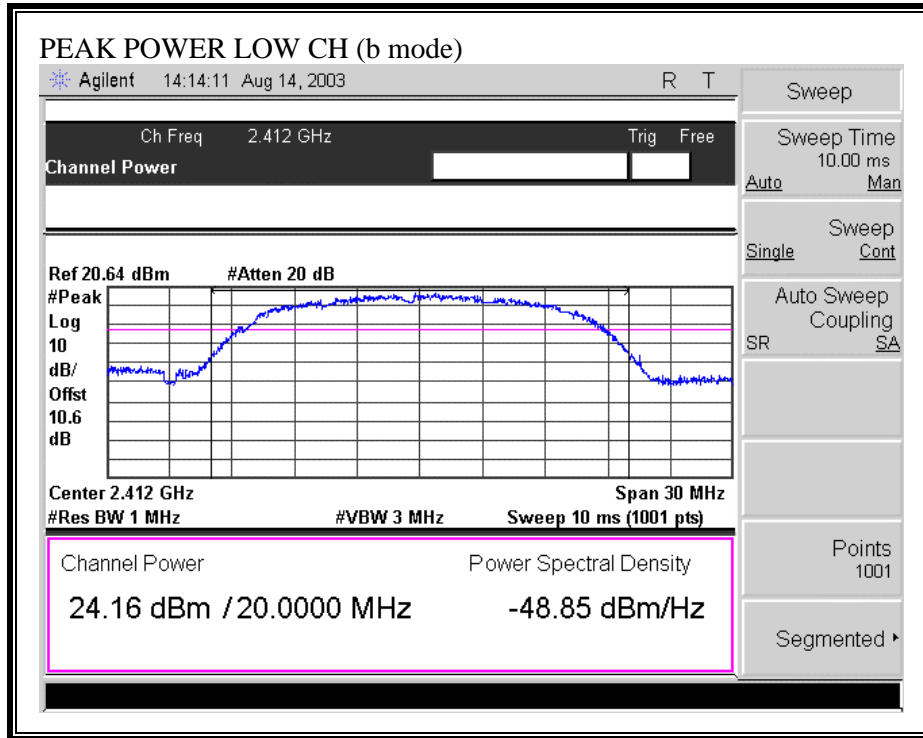 PEAK POWER LOW CH (b mode)
Agilent 14:14:11 Aug 14, 2003 R T
Ch Freq 2.412 GHz Trig Free
Channel Power
Ref 20.64 dBm #Atten 20 dB
#Peak
Log
10
dB/
Offst
10.6
dB
Center 2.412 GHz Span 30 MHz
#Res BW 1 MHz #VBW 3 MHz Sweep 10 ms (1001 pts)
Channel Power Power Spectral Density
24.16 dBm / 20.0000 MHz -48.85 dBm/Hz
Sweep
Sweep Time
10.00 ms
Auto Man
Sweep
Single Cont
Auto Sweep
Coupling
SR SA
Points
1001
Segmented